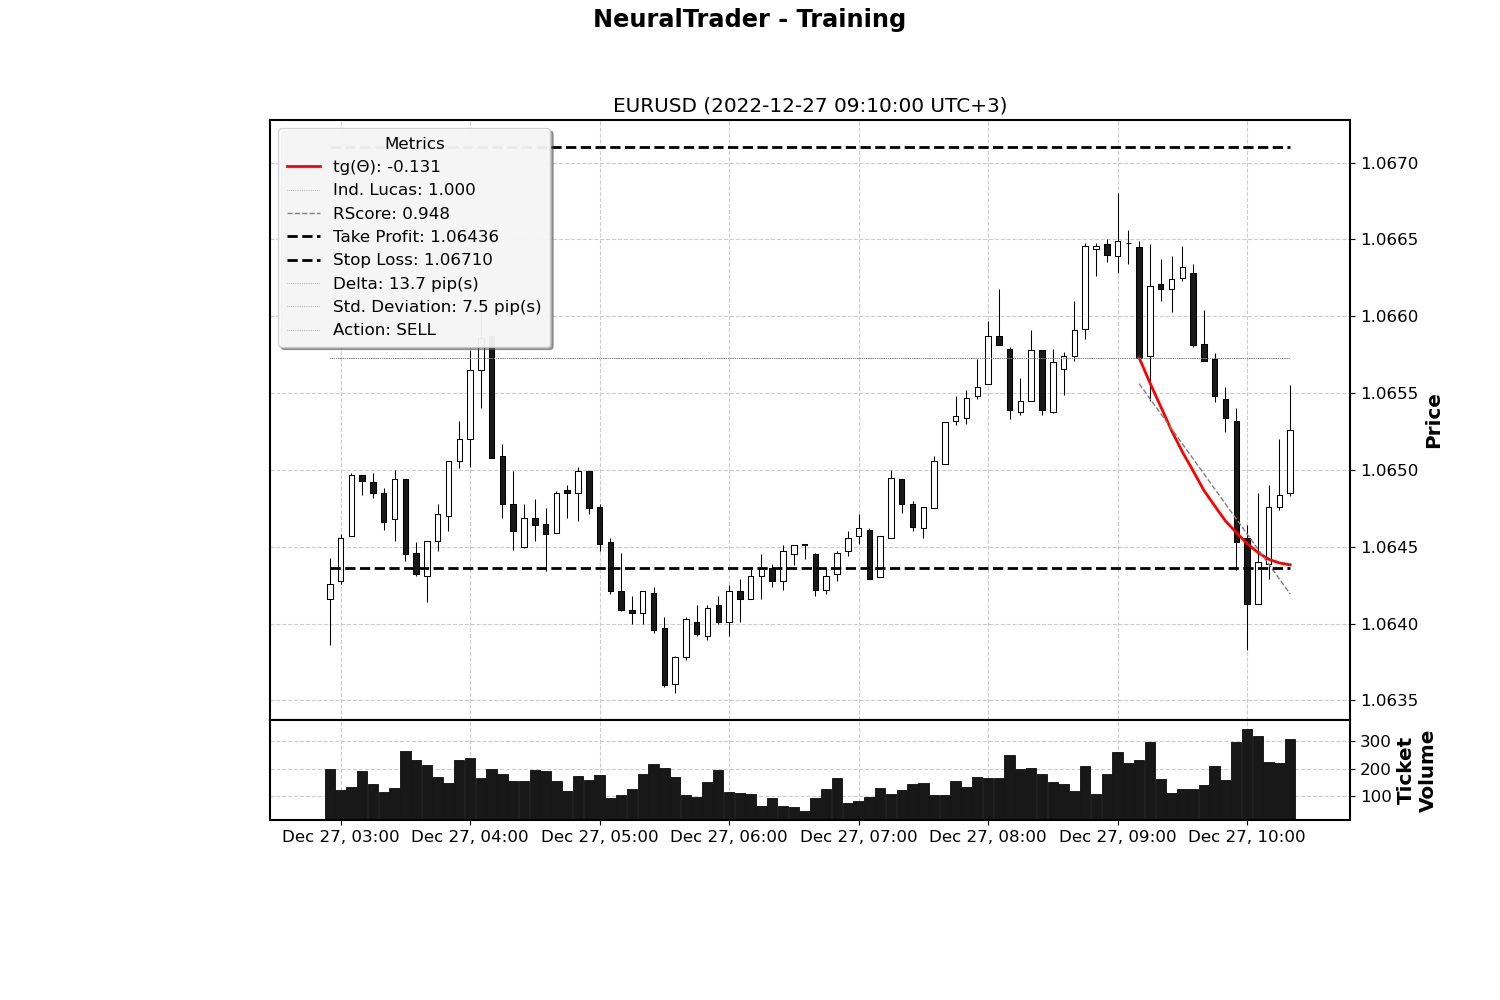 NeuralTrader - Training
EURUSD (2022-12-27 09:10:00 UTC+3)
Metrics
tg(Θ): -0.131
Ind. Lucas: 1.000
RScore: 0.948
Take Profit: 1.06436
Stop Loss: 1.06710
Delta: 13.7 pip(s)
Std. Deviation: 7.5 pip(s)
Action: SELL
1.0670
1.0665
1.0660
1.0655
1.0650
1.0645
1.0640
1.0635
Price
300
200
100
Ticket
Volume
Dec 27, 03:00 Dec 27, 04:00 Dec 27, 05:00 Dec 27, 06:00 Dec 27, 07:00 Dec 27, 08:00 Dec 27, 09:00 Dec 27, 10:00